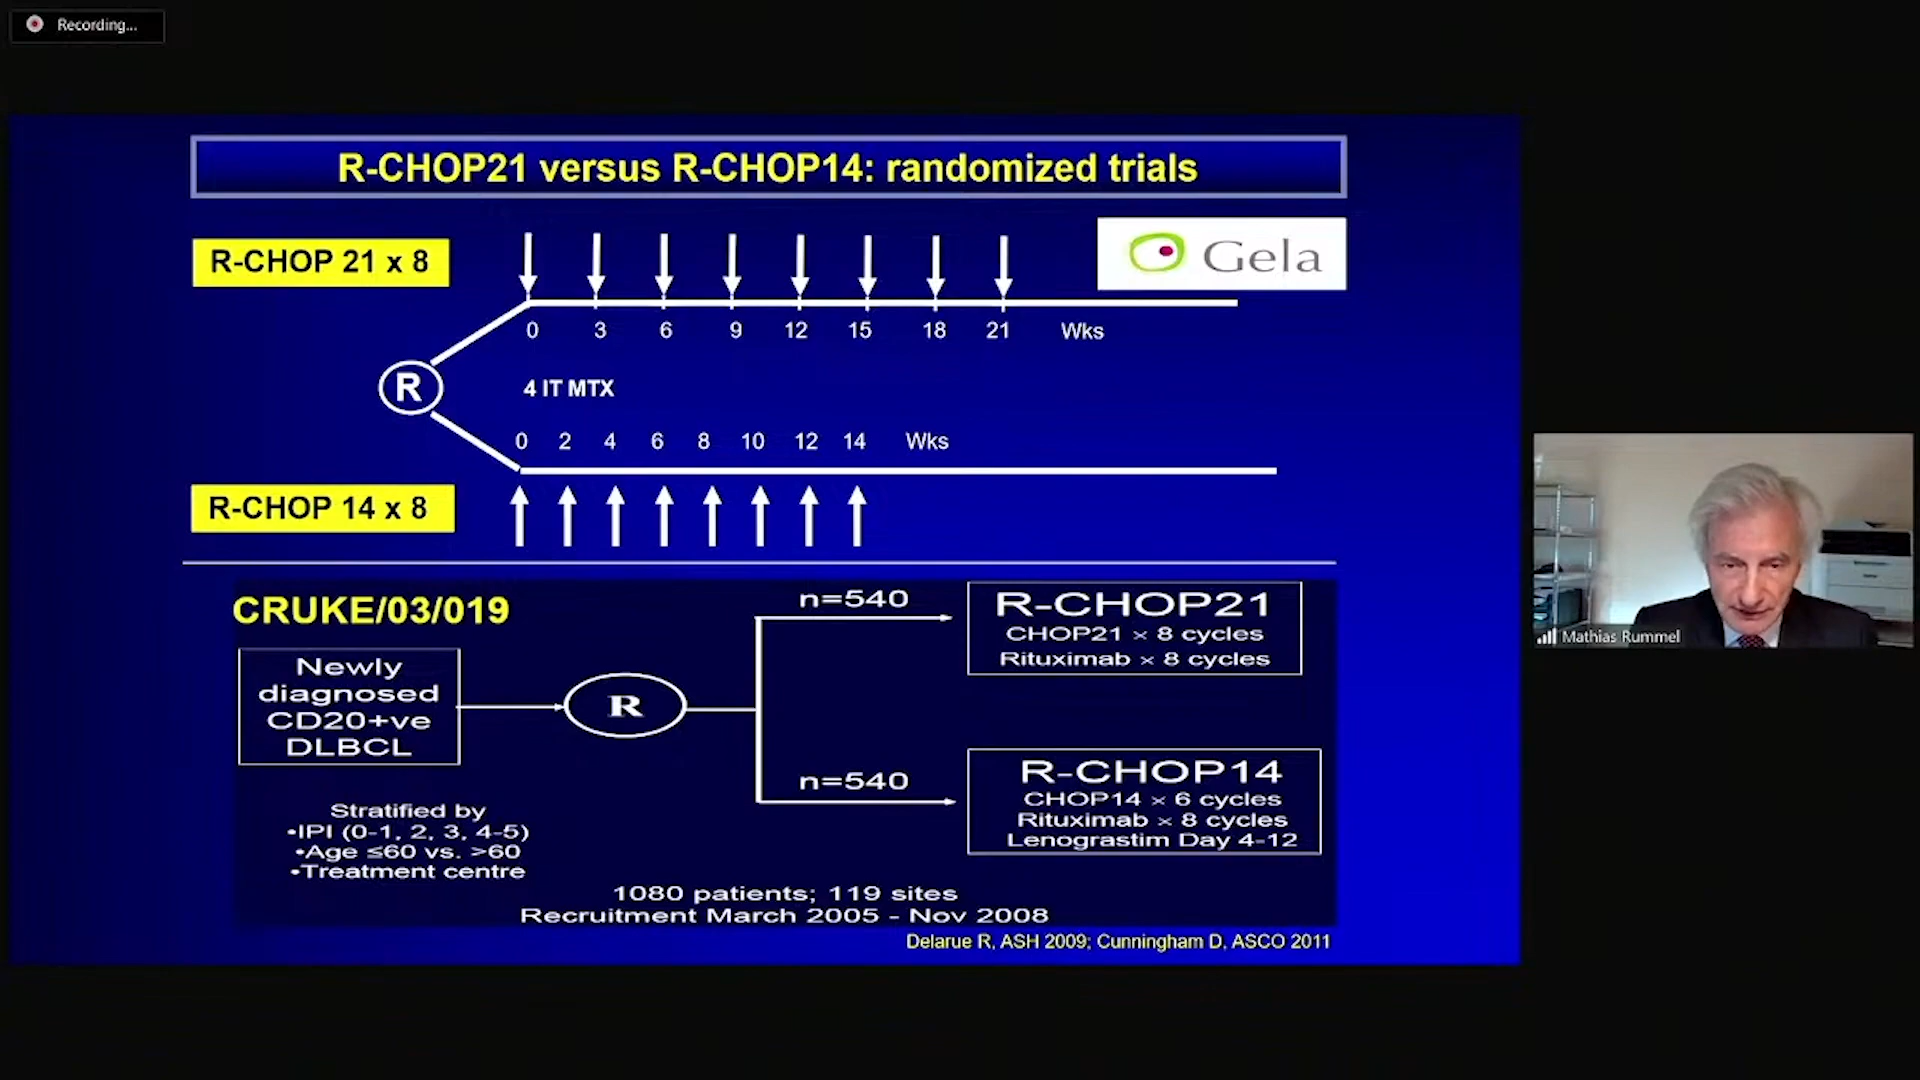 Recording...
R-CHOP21 versus R-CHOP14: randomized trials
R-CHOP 21 x 8
Gela
0 3 6 9 12 15 18 21 Wks
R
4 IT MTX
0 2 4 6 8 10 12 14 Wks
R-CHOP 14 x 8
CRUKE/03/019
Newly
diagnosed
CD20+ve
DLBCL
R
n=540
R-CHOP21
CHOP21 × 8 cycles
Rituximab × 8 cycles
n=540
R-CHOP14
CHOP14 × 6 cycles
Rituximab × 8 cycles
Lenograstim Day 4-12
Stratified by
•IPI (0-1, 2, 3, 4-5)
•Age ≤60 vs. >60
•Treatment centre
1080 patients; 119 sites
Recruitment March 2005 - Nov 2008
Delarue R, ASH 2009; Cunningham D, ASCO 2011
Mathias Rummel